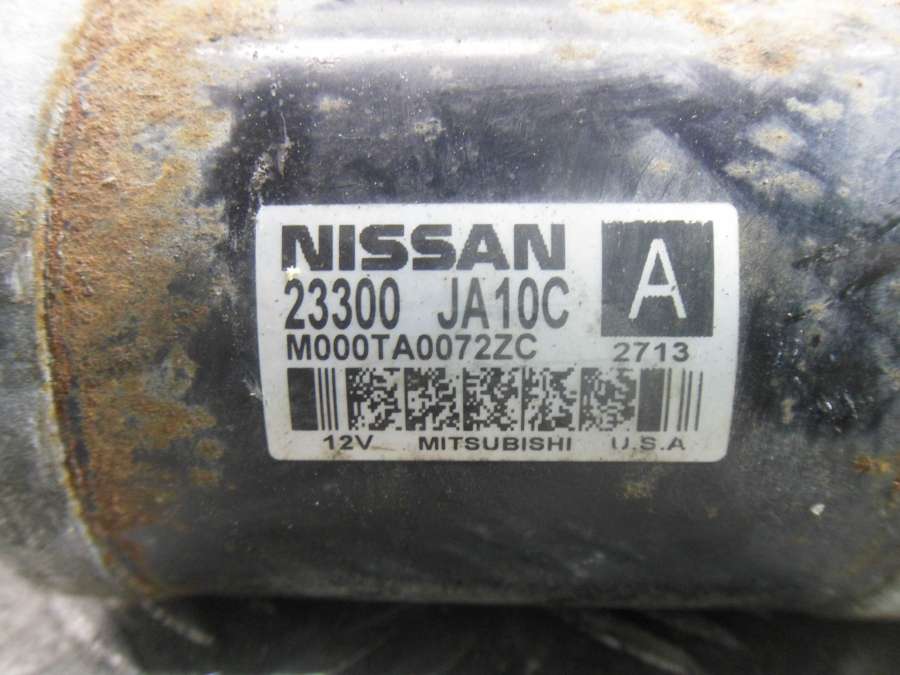 NISSAN
A
23300 JA10C
M000TA0072ZC 2713
12V MITSUBISHI U.S.A